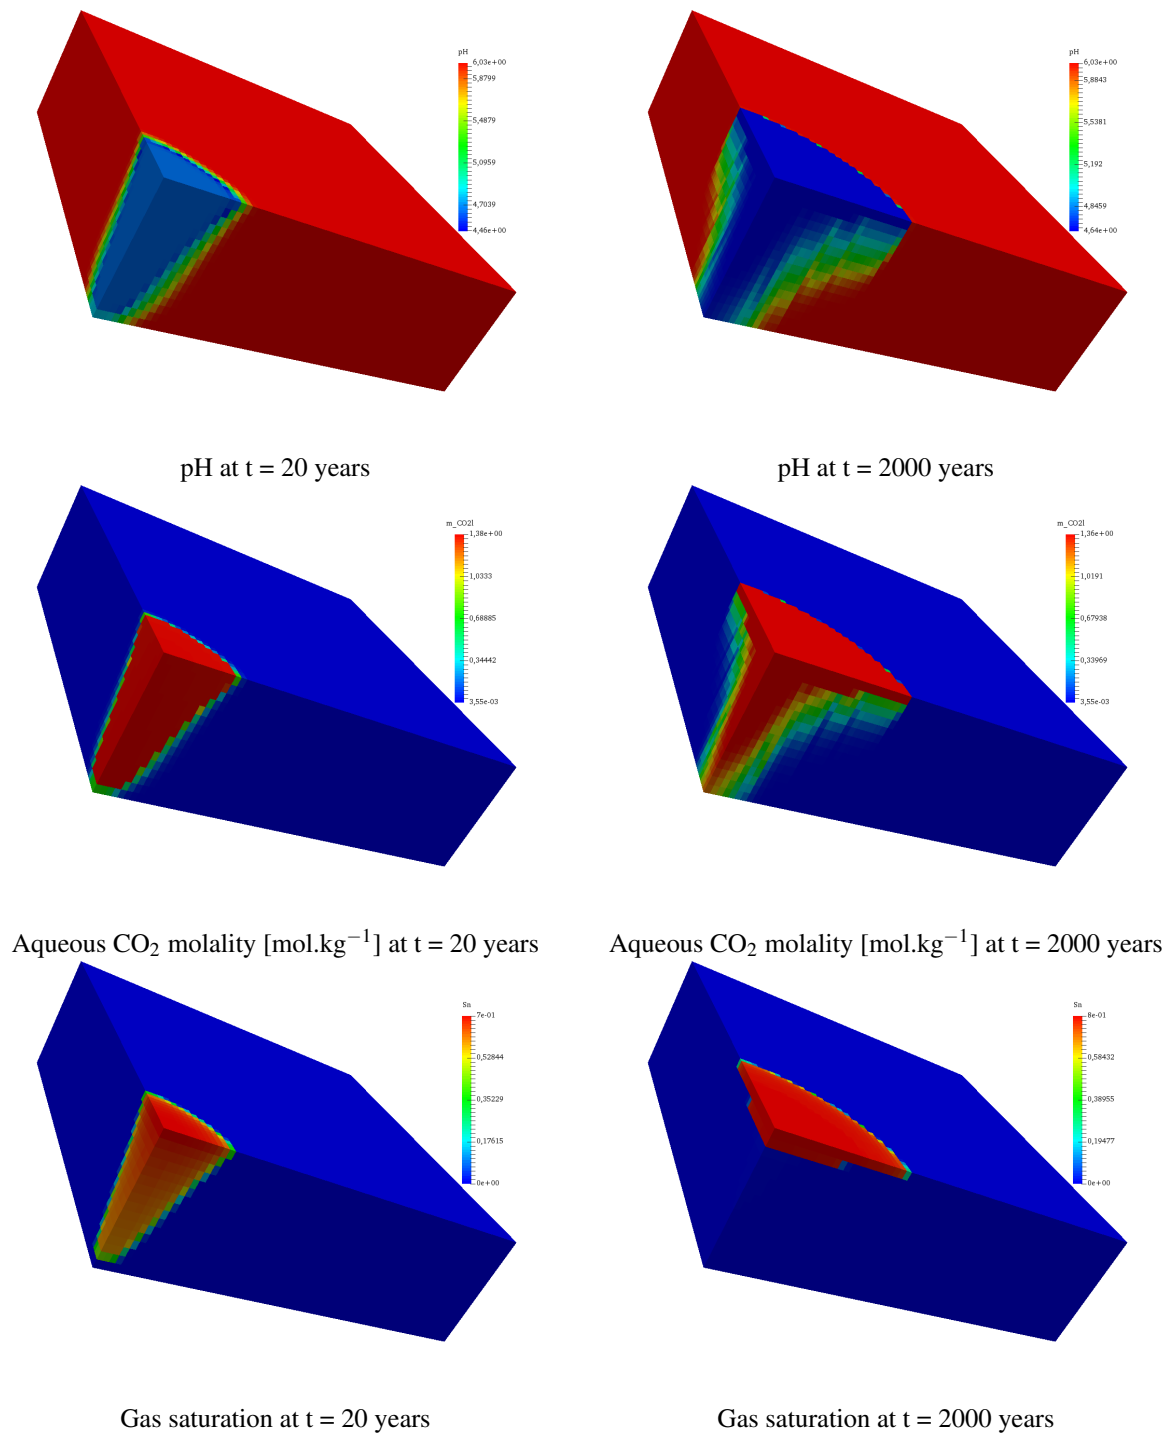 pH
6,03e+00
5,8799
5,4879
5,0959
4,7039
4,46e+00
pH
6,03e+00
5,8843
5,5381
5,192
4,8459
4,64e+00
pH at t = 20 years
pH at t = 2000 years
m_CO2l
1,38e+00
1,0333
0,68885
0,34442
3,55e-03
m_CO2l
1,36e+00
1,0191
0,67938
0,33969
3,55e-03
Aqueous CO₂ molality [mol.kg⁻¹] at t = 20 years
Aqueous CO₂ molality [mol.kg⁻¹] at t = 2000 years
Sn
7e-01
0,52844
0,35229
0,17615
0e+00
Sn
8e-01
0,58432
0,38955
0,19477
0e+00
Gas saturation at t = 20 years
Gas saturation at t = 2000 years